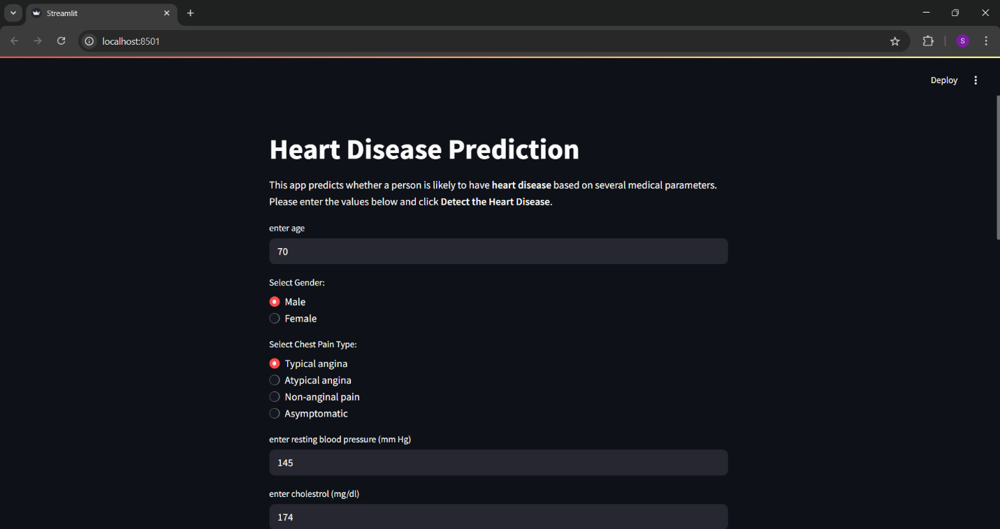 Streamlit
localhost:8501
S
Deploy
Heart Disease Prediction
This app predicts whether a person is likely to have heart disease based on several medical parameters.
Please enter the values below and click Detect the Heart Disease.
enter age
70
Select Gender:
Male
Female
Select Chest Pain Type:
Typical angina
Atypical angina
Non-anginal pain
Asymptomatic
enter resting blood pressure (mm Hg)
145
enter cholestrol (mg/dl)
174